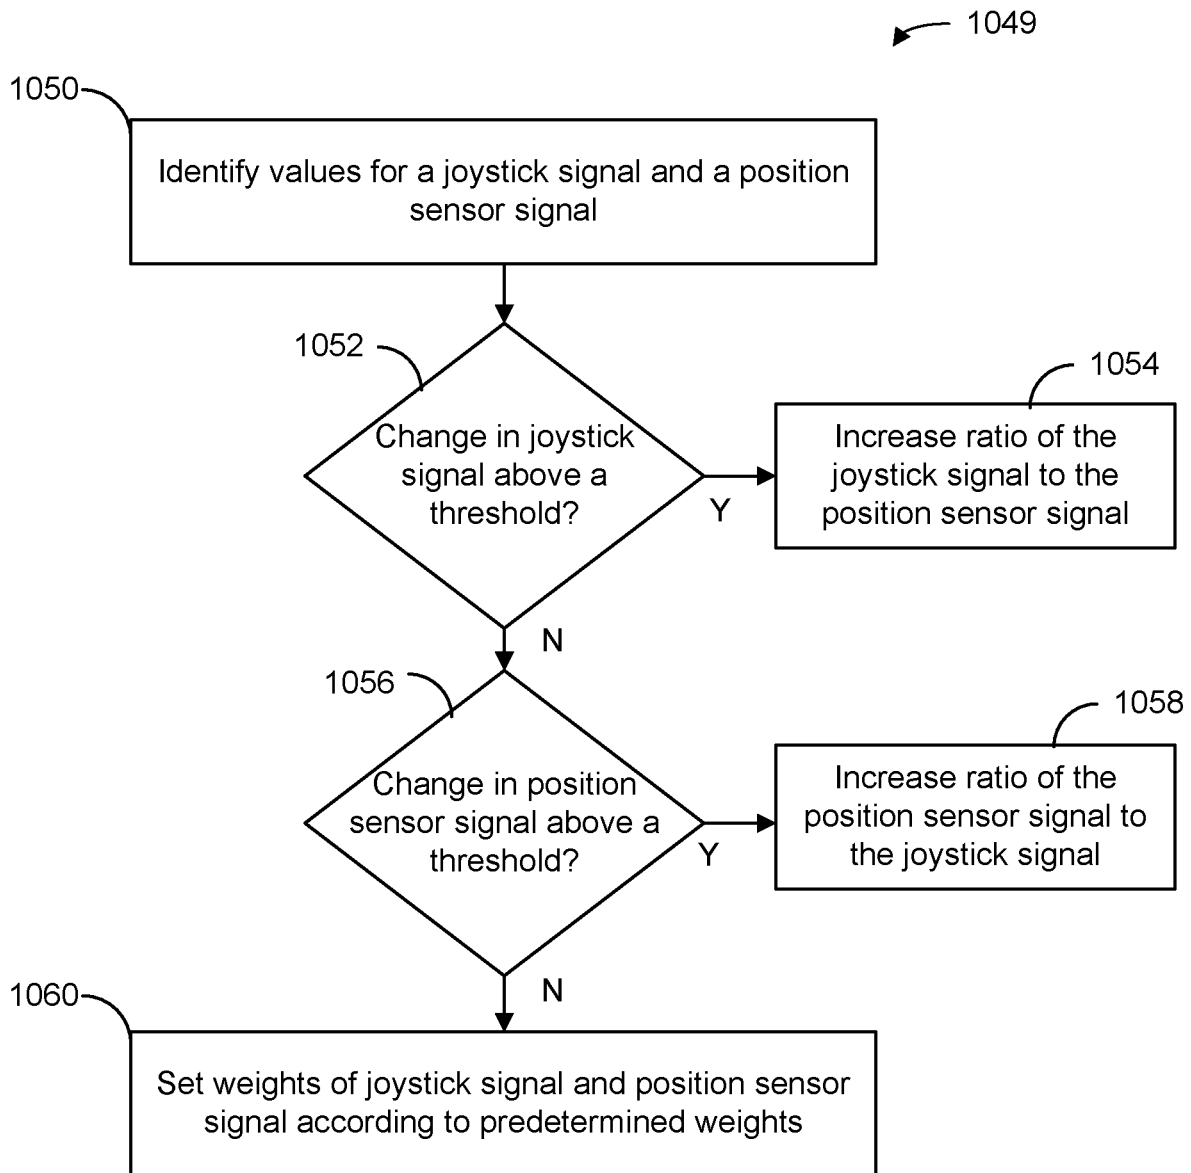 1049
1050
Identify values for a joystick signal and a position
sensor signal
1052
Change in joystick
signal above a
threshold?
Y
1054
Increase ratio of the
joystick signal to the
position sensor signal
N
1056
Change in position
sensor signal above a
threshold?
Y
1058
Increase ratio of the
position sensor signal to
the joystick signal
N
1060
Set weights of joystick signal and position sensor
signal according to predetermined weights